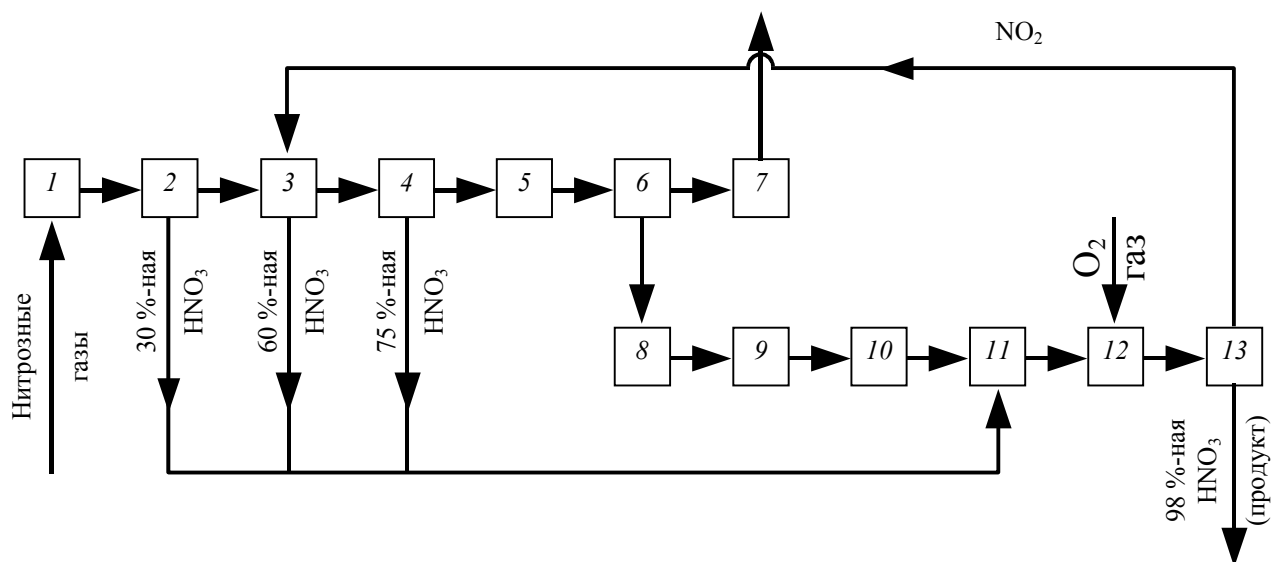 NO₂
1
2
3
4
5
6
7
Нитрозные
газы
30 %-ная
HNO₃
60 %-ная
HNO₃
75 %-ная
HNO₃
O₂
газ
8
9
10
11
12
13
98 %-ная
HNO₃
(продукт)